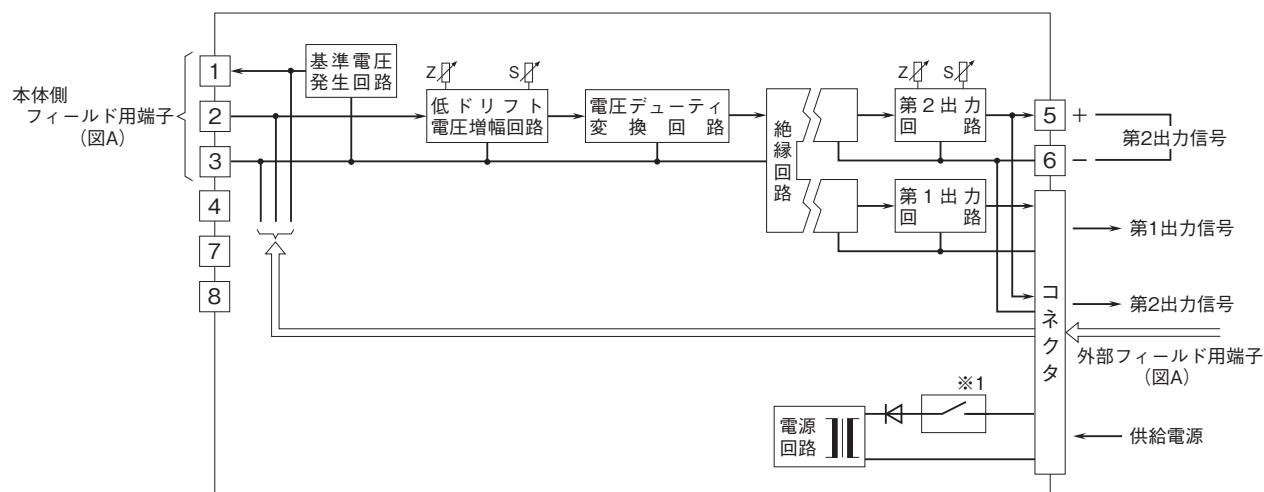 本体側
フィールド用端子
(図A)
1
2
3
4
7
8
基準電圧
発生回路
Z
S
低ドリフト
電圧増幅回路
電圧デューティ
変換回路
絶縁回路
Z
S
第2出力
回路
第1出力
回路
5
+
6
−
第2出力信号
コネクタ
第1出力信号
第2出力信号
外部フィールド用端子
(図A)
※1
電源
回路
供給電源